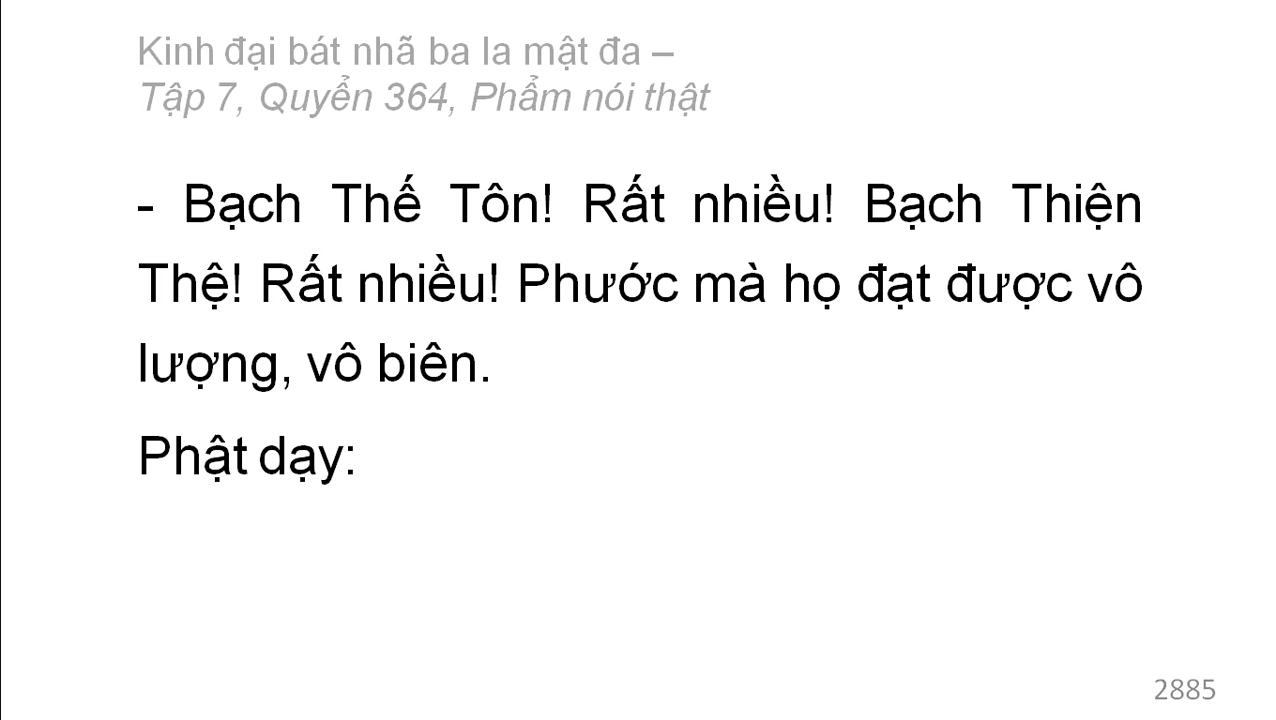 Kinh đại bát nhã ba la mật đa –
Tập 7, Quyển 364, Phẩm nói thật
- Bạch Thế Tôn! Rất nhiều! Bạch Thiện
Thệ! Rất nhiều! Phước mà họ đạt được vô
lượng, vô biên.
Phật dạy:
2885